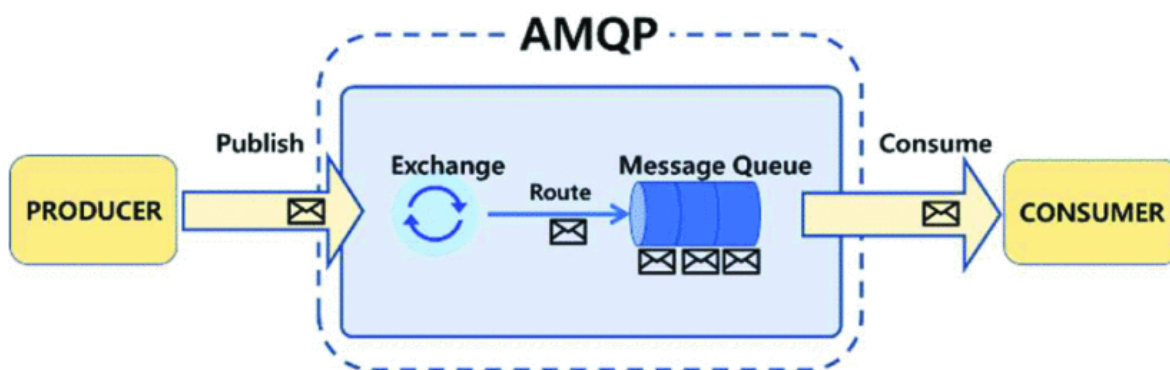 AMQP
Publish
Consume
Exchange
Message Queue
Route
PRODUCER
CONSUMER